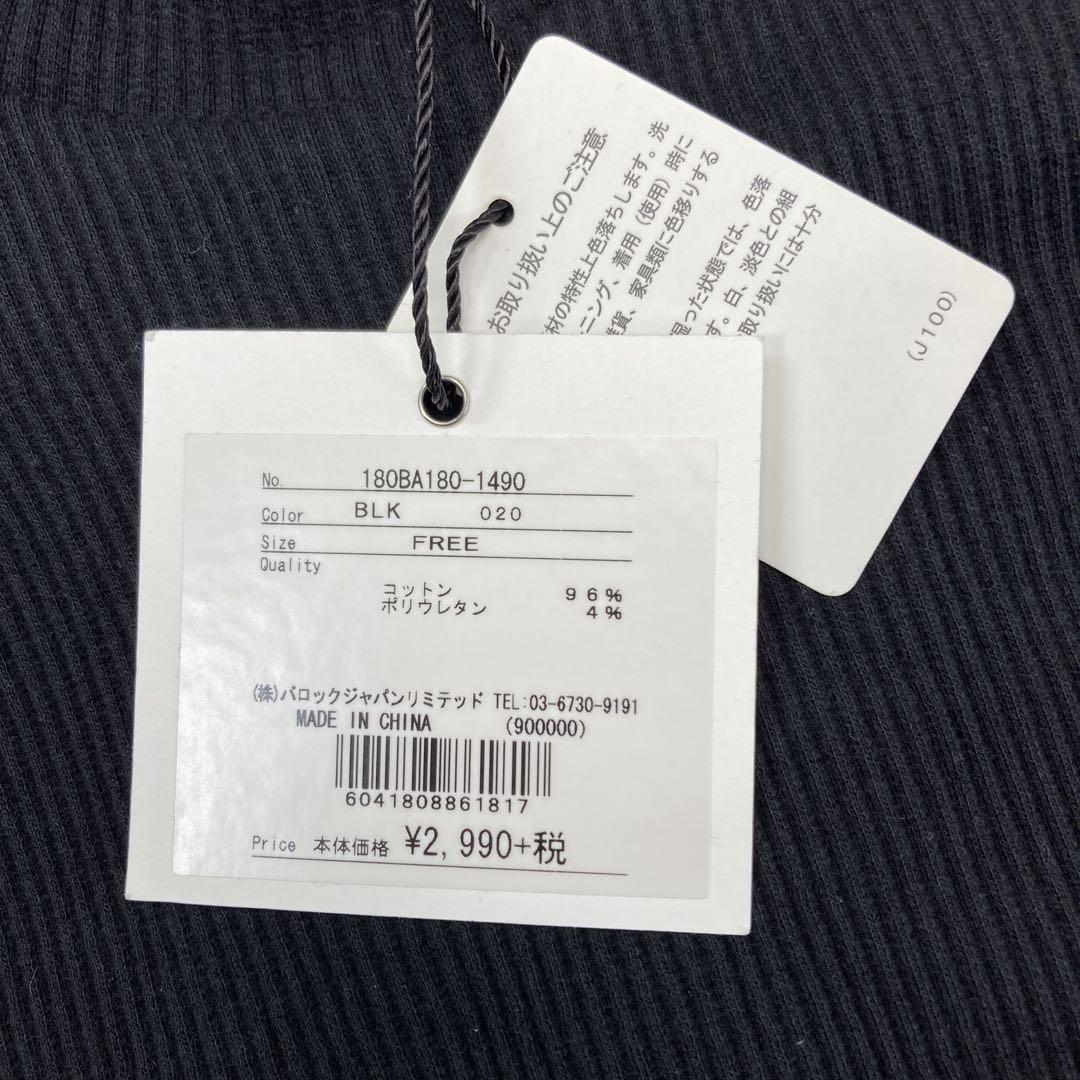 お取り扱い上のご注意
材の特性上色落ちします。洗
ニング、着用（使用）時に
家具類に色移りする
湿った状態では、色落
す。白、淡色との組
取り扱いには十分
(J100)
No. 180BA180-1490
Color BLK 020
Size FREE
Quality
コットン 96%
ポリウレタン 4%
(株)バロックジャパンリミテッド TEL:03-6730-9191
MADE IN CHINA (900000)
6041808861817
Price 本体価格 ¥2,990+税